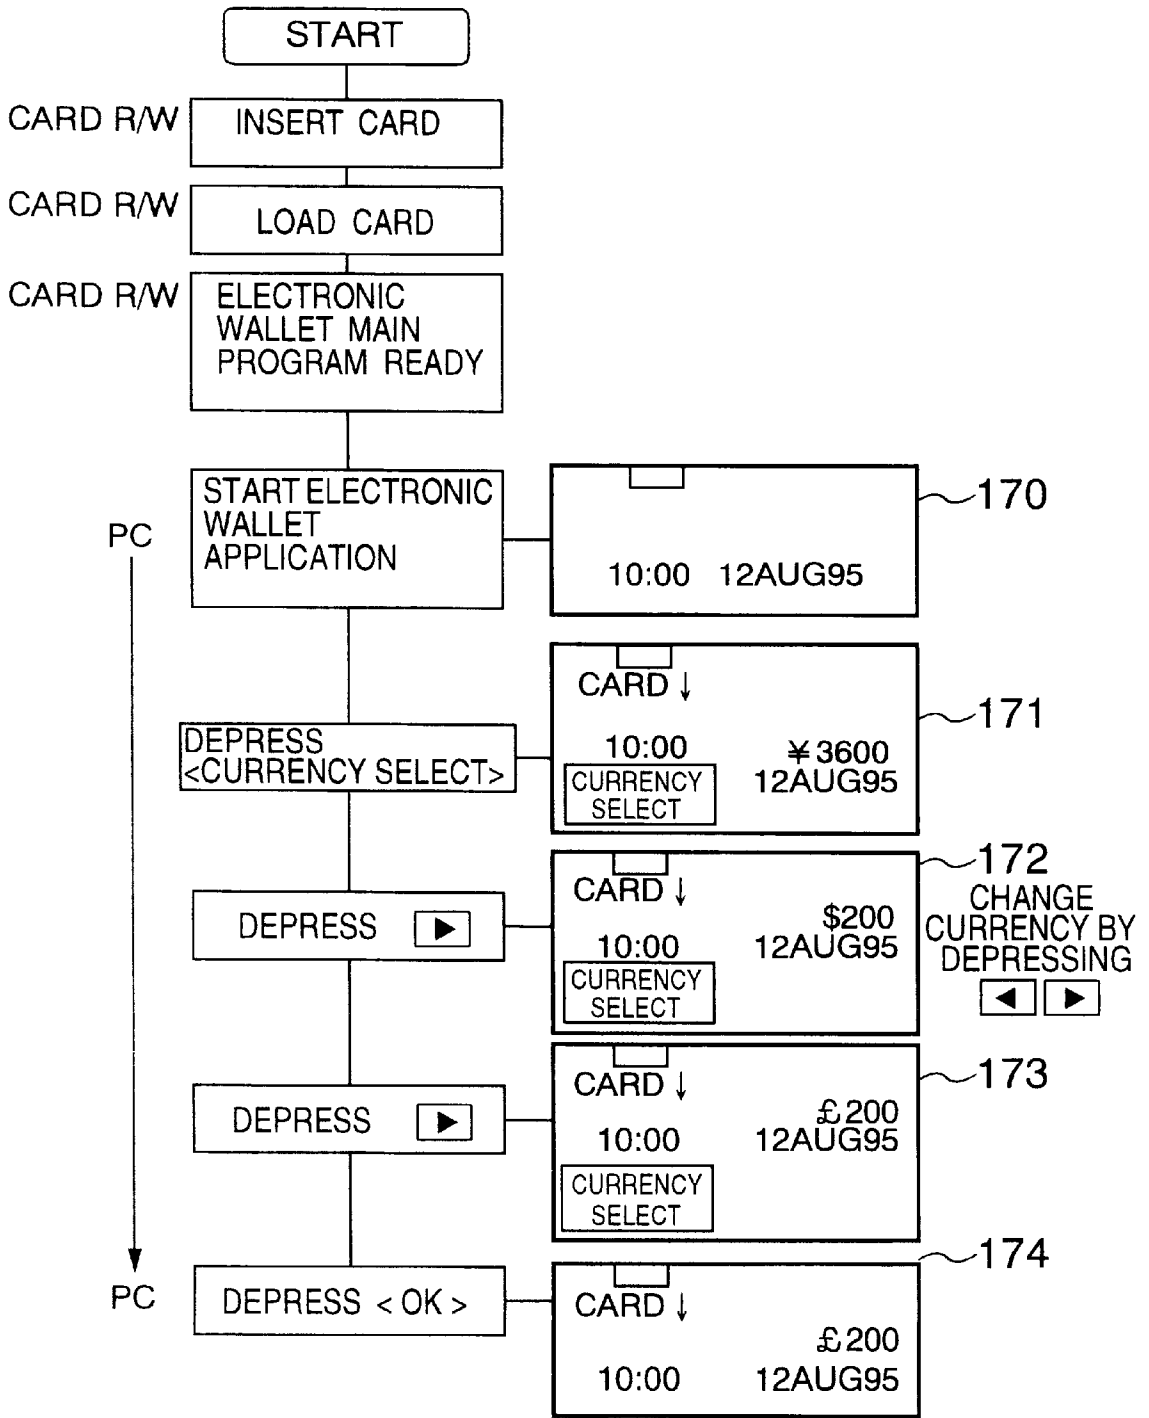 START
CARD R/W
INSERT CARD
CARD R/W
LOAD CARD
CARD R/W
ELECTRONIC
WALLET MAIN
PROGRAM READY
PC
START ELECTRONIC
WALLET
APPLICATION
10:00 12AUG95
170
DEPRESS
<CURRENCY SELECT>
CARD ↓
10:00 ¥3600
12AUG95
CURRENCY
SELECT
171
DEPRESS ▶
CARD ↓
$200
10:00 12AUG95
CURRENCY
SELECT
172
CHANGE
CURRENCY BY
DEPRESSING
◀ ▶
DEPRESS ▶
CARD ↓
£200
10:00 12AUG95
CURRENCY
SELECT
173
PC
DEPRESS < OK >
CARD ↓
£200
10:00 12AUG95
174